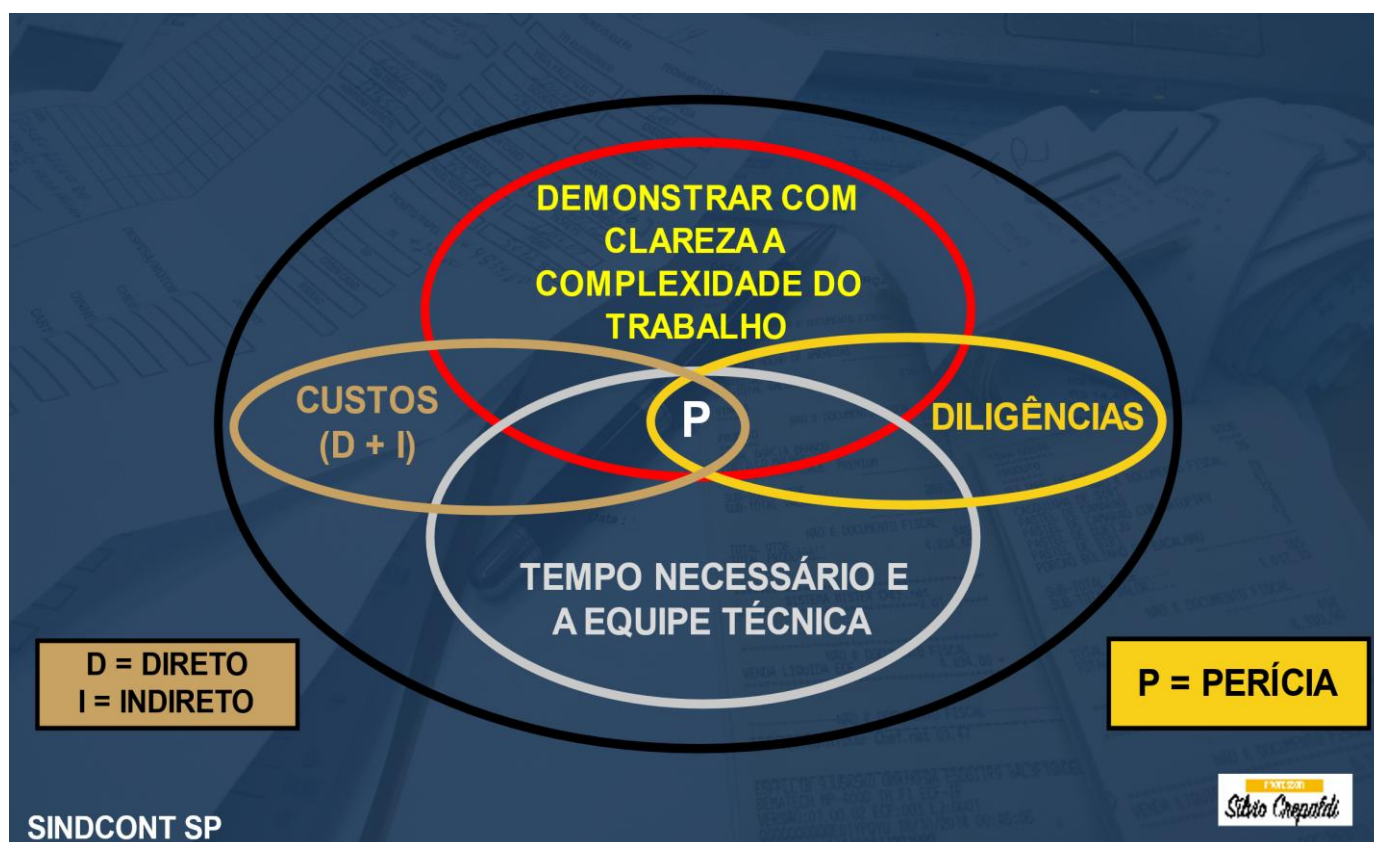 DEMONSTRAR COM
CLAREZA A
COMPLEXIDADE DO
TRABALHO
CUSTOS
(D + I)
P
DILIGÊNCIAS
TEMPO NECESSÁRIO E
A EQUIPE TÉCNICA
D = DIRETO
I = INDIRETO
P = PERÍCIA
SINDCONT SP
Silvio Crepaldi